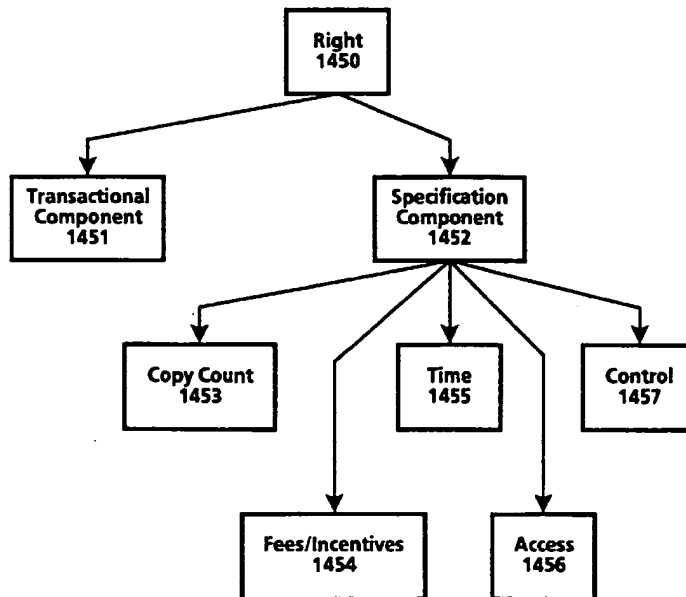 Right
1450
Transactional
Component
1451
Specification
Component
1452
Copy Count
1453
Time
1455
Control
1457
Fees/Incentives
1454
Access
1456